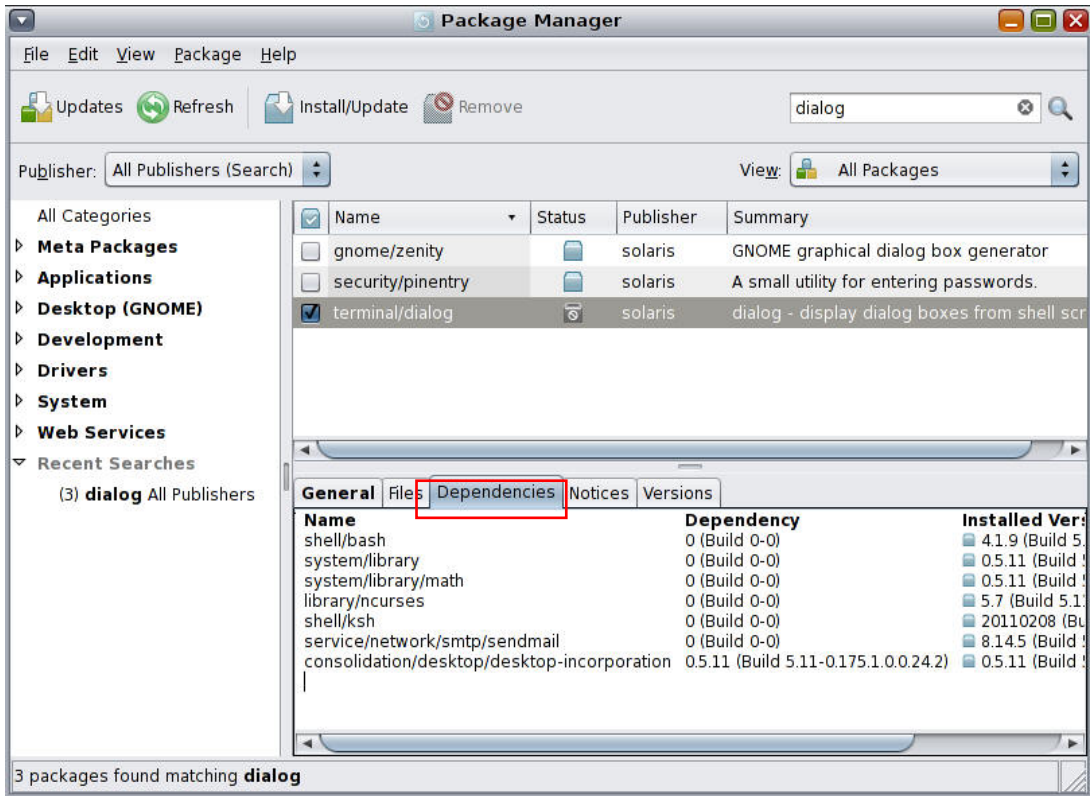 Package Manager
File Edit View Package Help
Updates Refresh Install/Update Remove dialog
Publisher: All Publishers (Search) View: All Packages
All Categories
Meta Packages
Applications
Desktop (GNOME)
Development
Drivers
System
Web Services
Recent Searches
(3) dialog All Publishers
Name Status Publisher Summary
gnome/zenity solaris GNOME graphical dialog box generator
security/pinentry solaris A small utility for entering passwords.
terminal/dialog solaris dialog - display dialog boxes from shell scr
General Files Dependencies Notices Versions
Name Dependency Installed Vers
shell/bash 0 (Build 0-0) 4.1.9 (Build 5.
system/library 0 (Build 0-0) 0.5.11 (Build
system/library/math 0 (Build 0-0) 0.5.11 (Build
library/ncurses 0 (Build 0-0) 5.7 (Build 5.1
shell/ksh 0 (Build 0-0) 20110208 (Bu
service/network/smtp/sendmail 0 (Build 0-0) 8.14.5 (Build
consolidation/desktop/desktop-incorporation 0.5.11 (Build 5.11-0.175.1.0.0.24.2) 0.5.11 (Build
3 packages found matching dialog